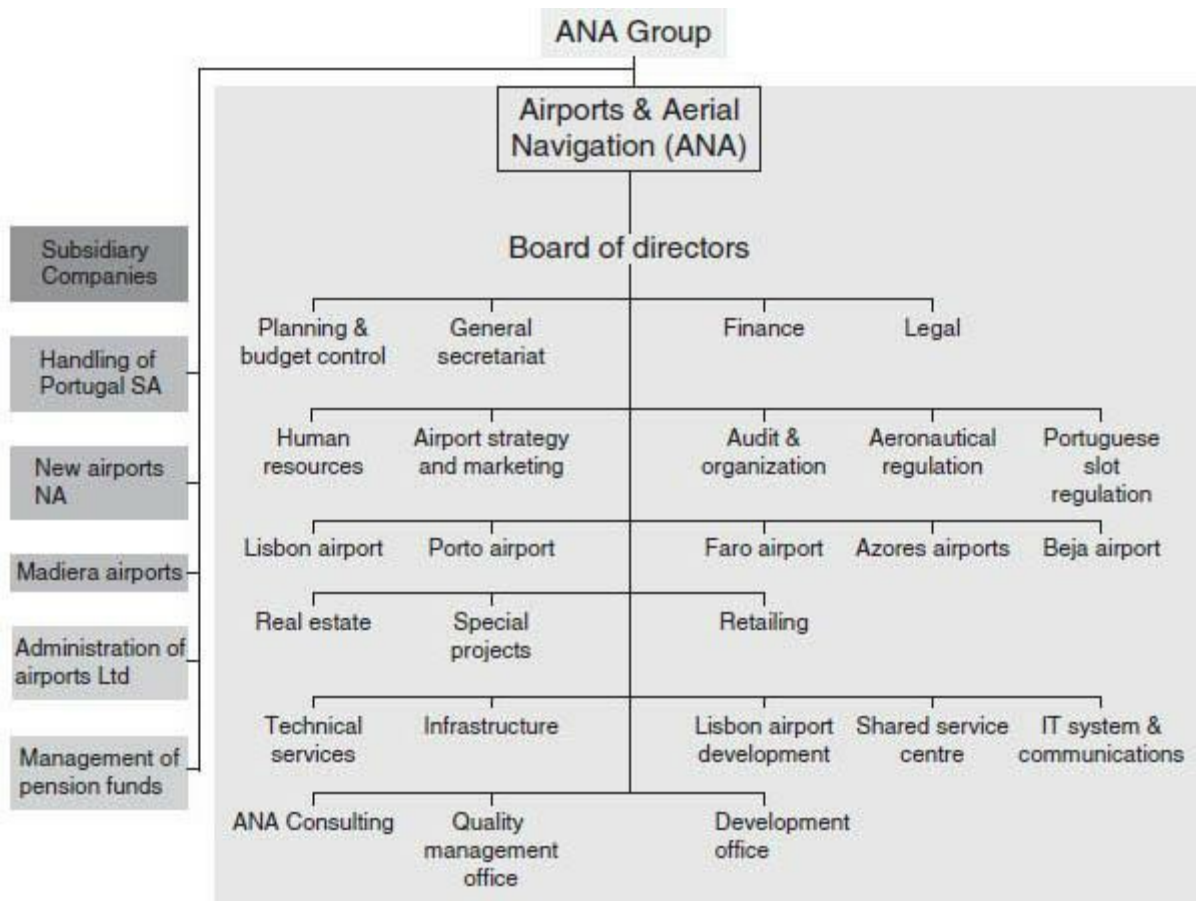 ANA Group
Airports & Aerial
Navigation (ANA)
Board of directors
Subsidiary
Companies
Handling of
Portugal SA
New airports
NA
Madiera airports
Administration of
airports Ltd
Management of
pension funds
Planning &
budget control
General
secretariat
Finance
Legal
Human
resources
Airport strategy
and marketing
Audit &
organization
Aeronautical
regulation
Portuguese
slot
regulation
Lisbon airport
Porto airport
Faro airport
Azores airports
Beja airport
Real estate
Special
projects
Retailing
Technical
services
Infrastructure
Lisbon airport
development
Shared service
centre
IT system &
communications
ANA Consulting
Quality
management
office
Development
office